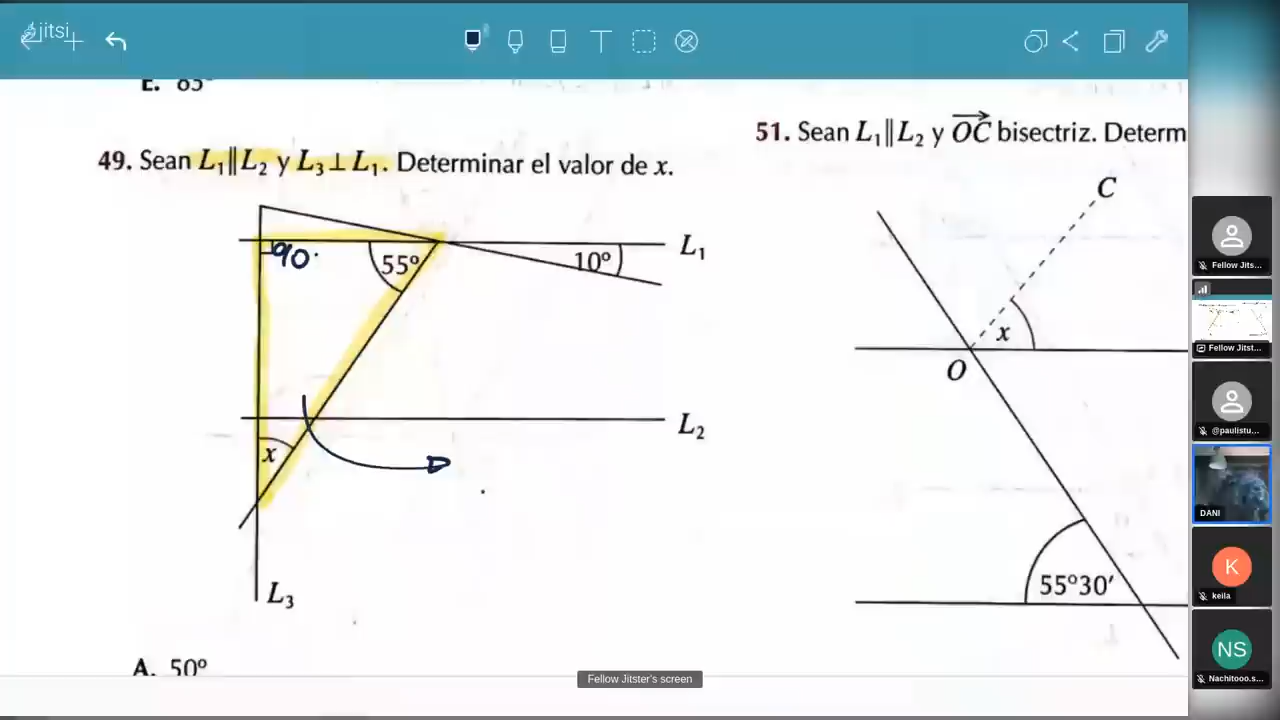 jitsi
E. 85°
49. Sean L₁∥L₂ y L₃⊥L₁. Determinar el valor de x.
90°
55°
10°
L₁
L₂
x
L₃
A. 50°
51. Sean L₁∥L₂ y OC bisectriz. Determ
C
x
O
55°30′
Fellow Jitster's screen
Fellow Jits...
Fellow Jitst...
@paulistu...
DANI
K
keila
NS
Nachitooo.s...